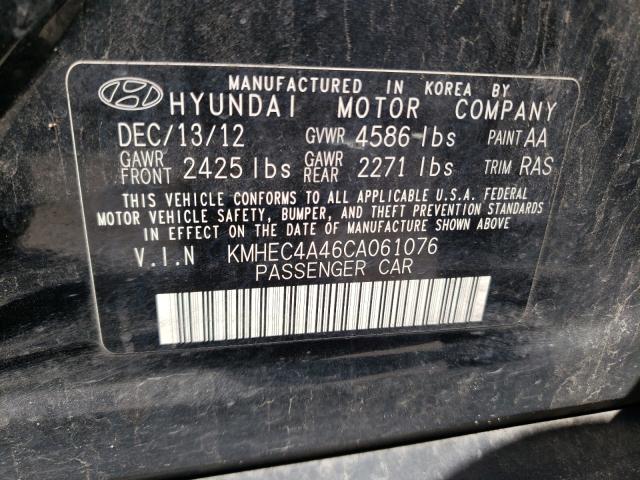 MANUFACTURED IN KOREA BY
HYUNDAI MOTOR COMPANY
DEC/13/12 GVWR 4586 lbs PAINT AA
GAWR FRONT 2425 lbs GAWR REAR 2271 lbs TRIM RAS
THIS VEHICLE CONFORMS TO ALL APPLICABLE U.S.A. FEDERAL
MOTOR VEHICLE SAFETY, BUMPER, AND THEFT PREVENTION STANDARDS
IN EFFECT ON THE DATE OF MANUFACTURE SHOWN ABOVE
V.I.N KMHEC4A46CA061076
PASSENGER CAR